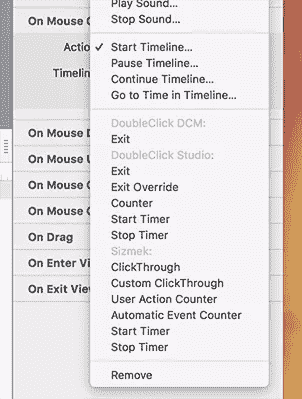 Play Sound...
Stop Sound...
On Mouse C
Actio ✓ Start Timeline...
Pause Timeline...
Timelin Continue Timeline...
Go to Time in Timeline...
DoubleClick DCM:
On Mouse D
Exit
On Mouse U
DoubleClick Studio:
Exit
On Mouse C
Exit Override
Counter
On Mouse C
Start Timer
On Drag
Stop Timer
Sizmek:
On Enter Vi
ClickThrough
Custom ClickThrough
On Exit View
User Action Counter
Automatic Event Counter
Start Timer
Stop Timer
Remove